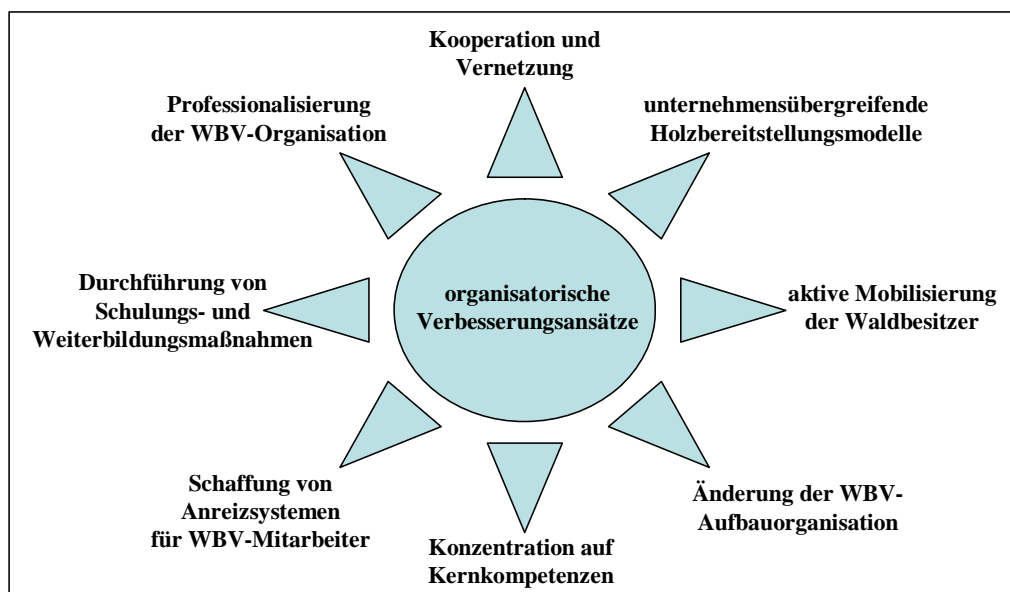 Kooperation und
Vernetzung
Professionalisierung
der WBV-Organisation
unternehmensübergreifende
Holzbereitstellungsmodelle
Durchführung von
Schulungs- und
Weiterbildungsmaßnahmen
organisatorische
Verbesserungsansätze
aktive Mobilisierung
der Waldbesitzer
Schaffung von
Anreizsystemen
für WBV-Mitarbeiter
Konzentration auf
Kernkompetenzen
Änderung der WBV-
Aufbauorganisation